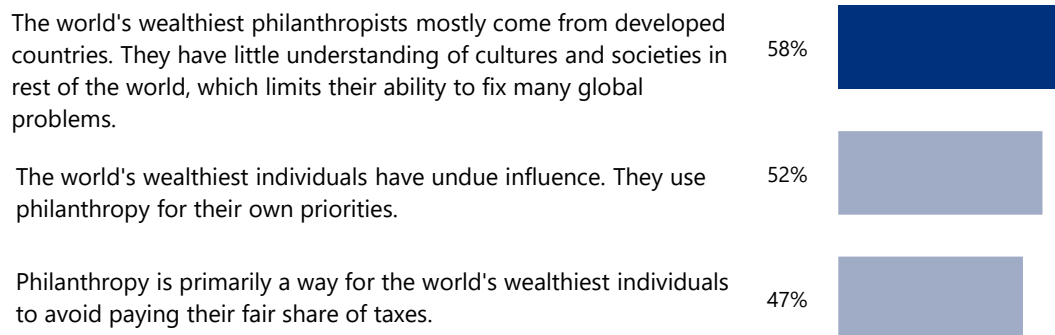 The world's wealthiest philanthropists mostly come from developed
countries. They have little understanding of cultures and societies in
rest of the world, which limits their ability to fix many global
problems.
58%
The world's wealthiest individuals have undue influence. They use
philanthropy for their own priorities.
52%
Philanthropy is primarily a way for the world's wealthiest individuals
to avoid paying their fair share of taxes.
47%